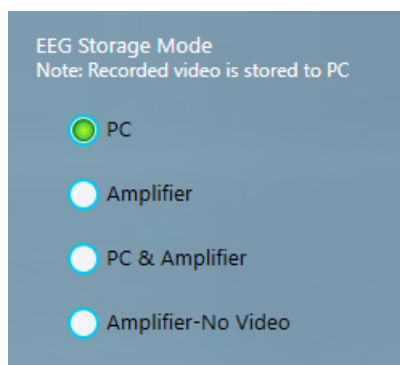 EEG Storage Mode
Note: Recorded video is stored to PC
PC
Amplifier
PC & Amplifier
Amplifier-No Video